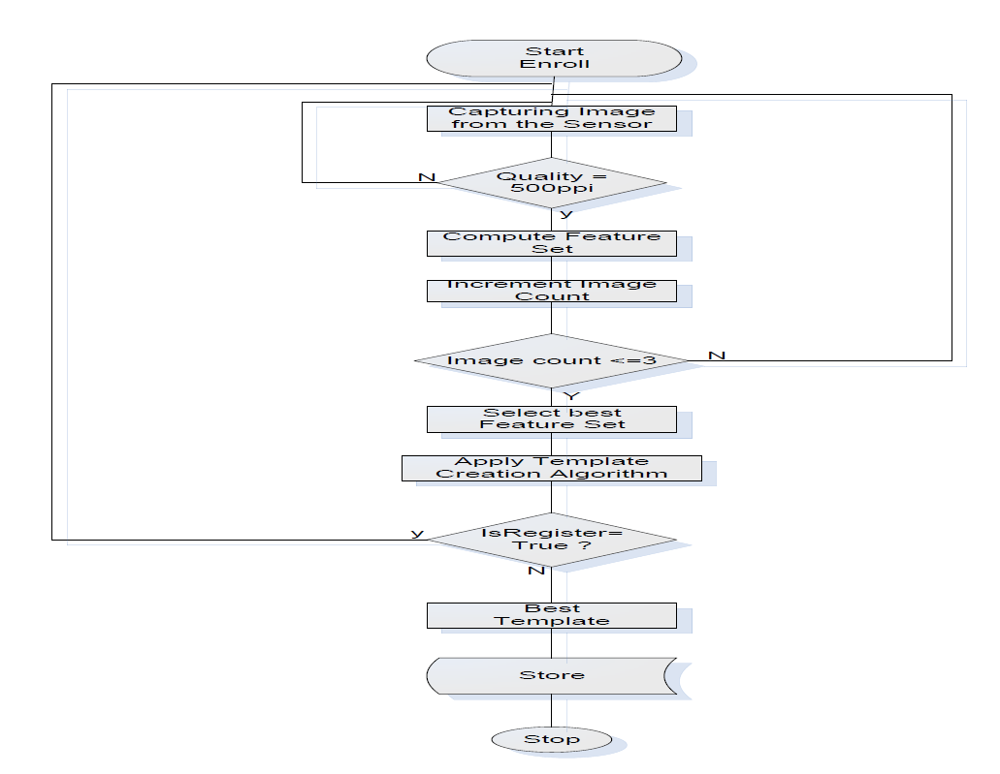 Start
Enroll
Capturing Image
from the Sensor
N
Quality =
500ppi
y
Compute Feature
Set
Increment Image
Count
Image count <=3
N
Y
Select best
Feature Set
Apply Template
Creation Algorithm
y
IsRegister=
True ?
N
Best
Template
Store
Stop